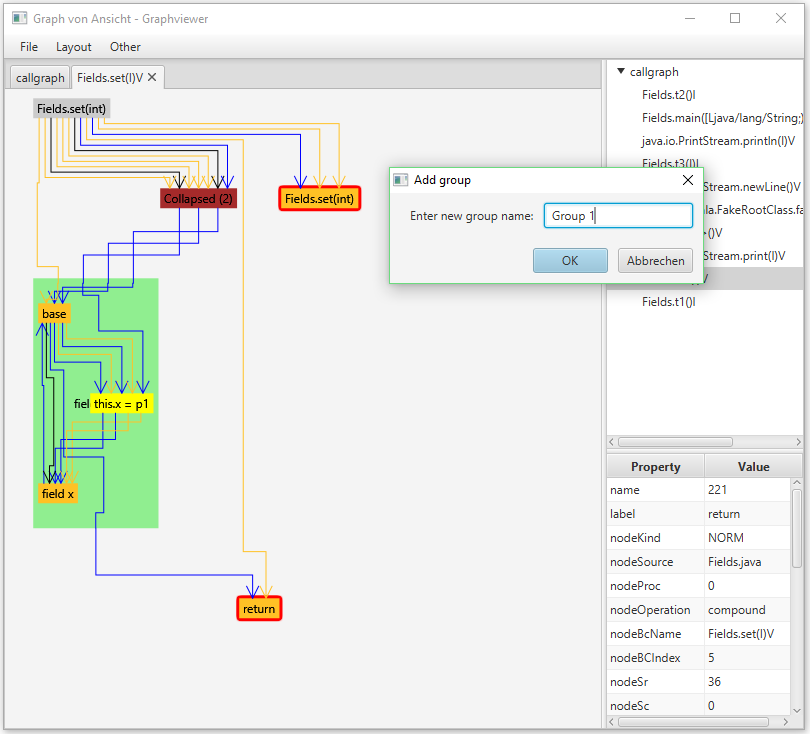 Graph von Ansicht - Graphviewer
File Layout Other
callgraph Fields.set(I)V
Fields.set(int)
Collapsed (2)
Fields.set(int)
base
this.x = p1
field x
return
Add group
Enter new group name: Group 1
OK Abbrechen
callgraph
Fields.t2()I
Fields.main([Ljava/lang/String;)
java.io.PrintStream.println(I)V
Fields.t3()I
Stream.newLine()V
la.FakeRootClass.fa
()V
Stream.print(I)V
Fields.t1()I
Property Value
name 221
label return
nodeKind NORM
nodeSource Fields.java
nodeProc 0
nodeOperation compound
nodeBcName Fields.set(I)V
nodeBCIndex 5
nodeSr 36
nodeSc 0